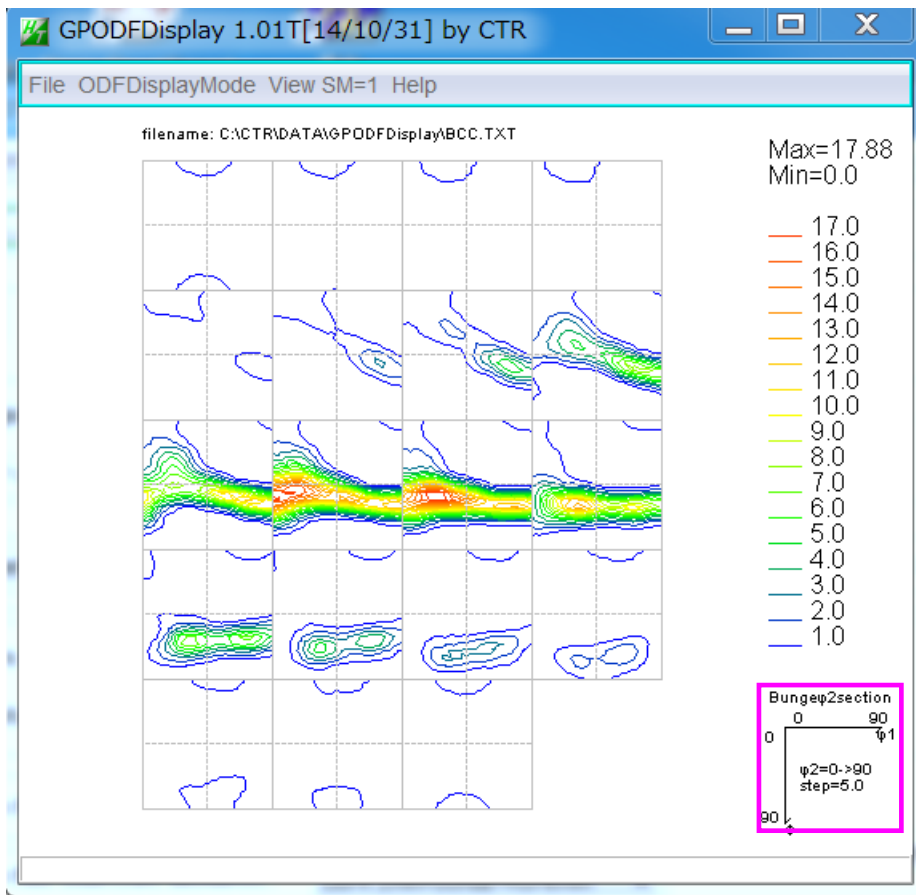 GPODFDisplay 1.01T[14/10/31] by CTR
File ODFDisplayMode View SM=1 Help
filename: C:\CTR\DATA\GPODFDisplay\BCC.TXT
Max=17.88
Min=0.0
17.0
16.0
15.0
14.0
13.0
12.0
11.0
10.0
9.0
8.0
7.0
6.0
5.0
4.0
3.0
2.0
1.0
Bungeφ2section
0 90
0 φ1
φ2=0->90
step=5.0
90